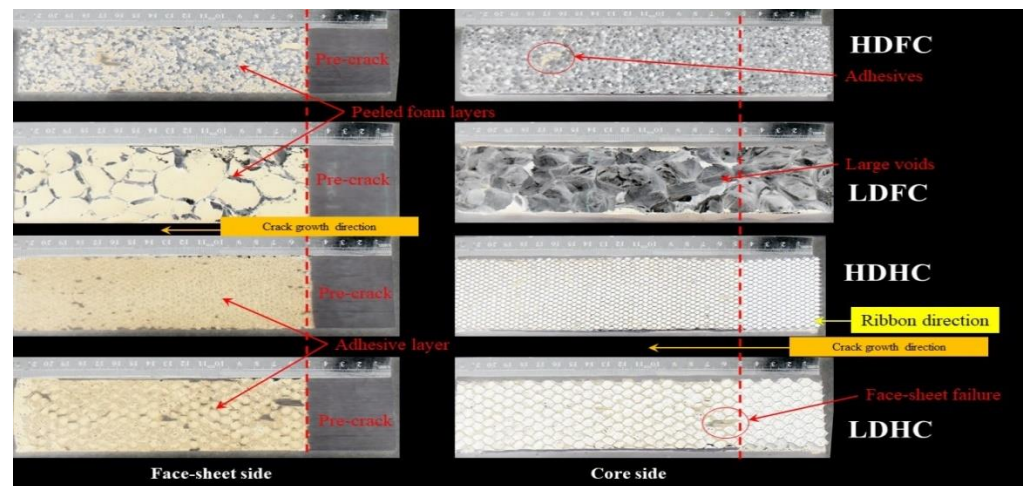 HDFC
Pre-crack
Adhesives
Peeled foam layers
Pre-crack
Large voids
LDFC
Crack growth direction
HDHC
Pre-crack
Ribbon direction
Adhesive layer
Crack growth direction
Face-sheet failure
Pre-crack
LDHC
Face-sheet side
Core side